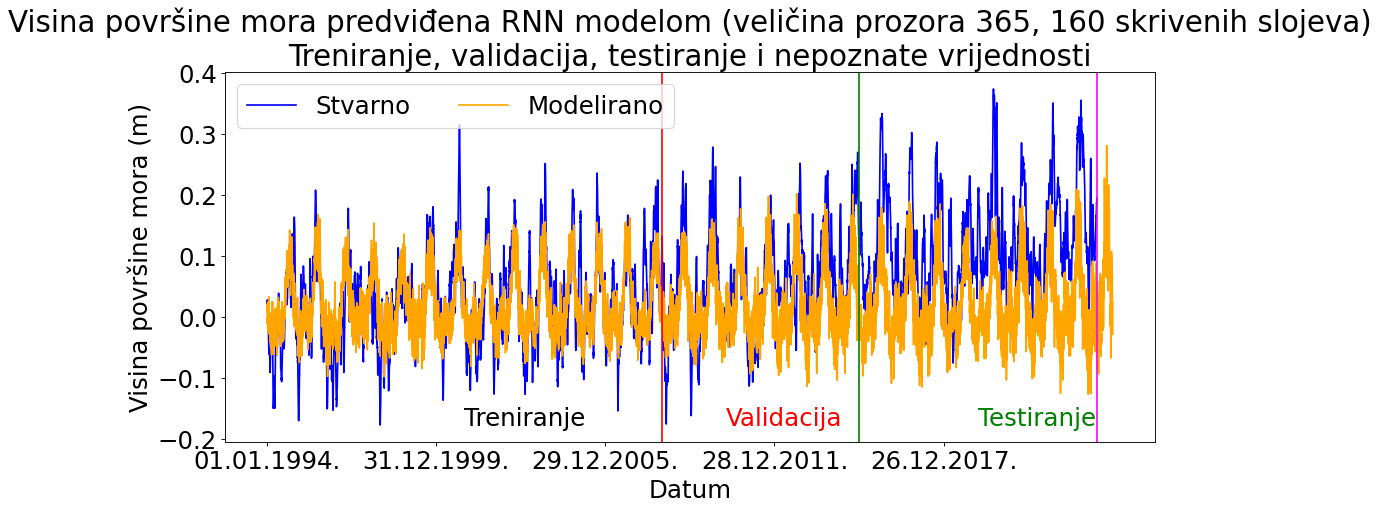 Visina površine mora predviđena RNN modelom (veličina prozora 365, 160 skrivenih slojeva)
Treniranje, validacija, testiranje i nepoznate vrijednosti
Stvarno Modelirano
Visina površine mora (m)
0.4
0.3
0.2
0.1
0.0
−0.1
−0.2
Treniranje Validacija Testiranje
01.01.1994. 31.12.1999. 29.12.2005. 28.12.2011. 26.12.2017.
Datum